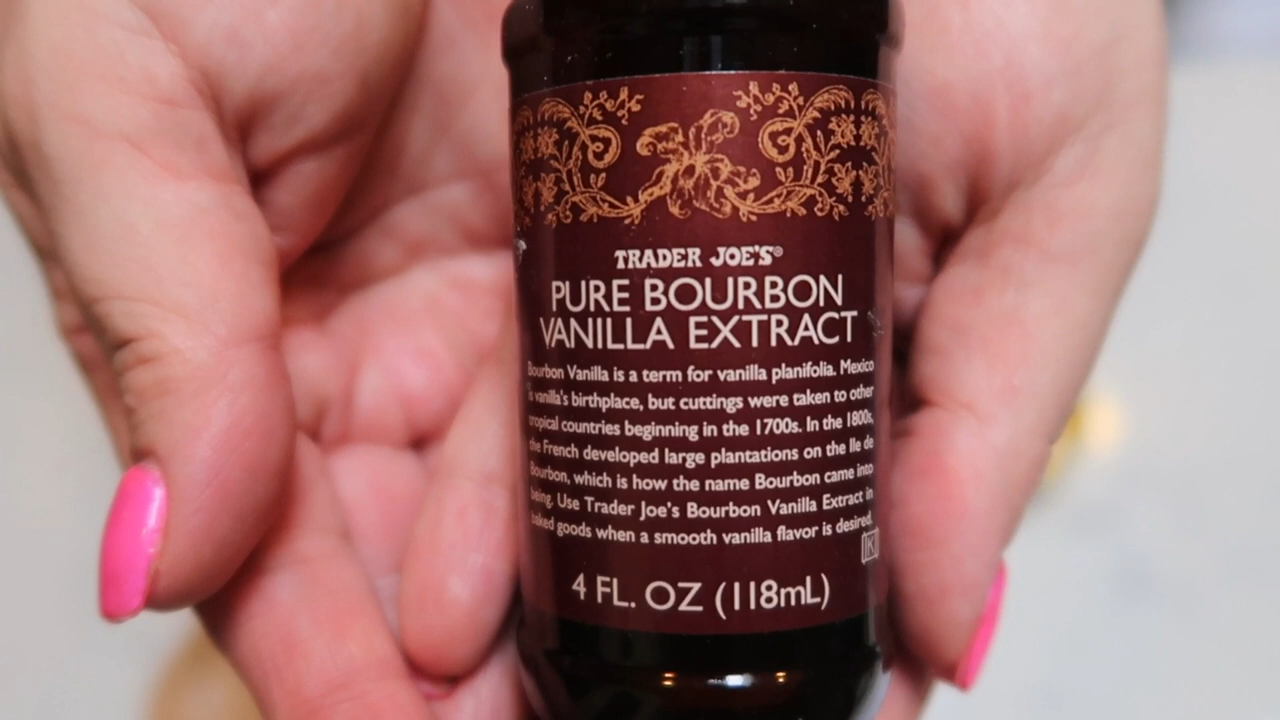 TRADER JOE'S®
PURE BOURBON
VANILLA EXTRACT
Bourbon Vanilla is a term for vanilla planifolia. Mexico
is vanilla's birthplace, but cuttings were taken to other
tropical countries beginning in the 1700s. In the 1800s,
the French developed large plantations on the Ile de
Bourbon, which is how the name Bourbon came into
being. Use Trader Joe's Bourbon Vanilla Extract in
baked goods when a smooth vanilla flavor is desired.
K
4 FL. OZ (118mL)